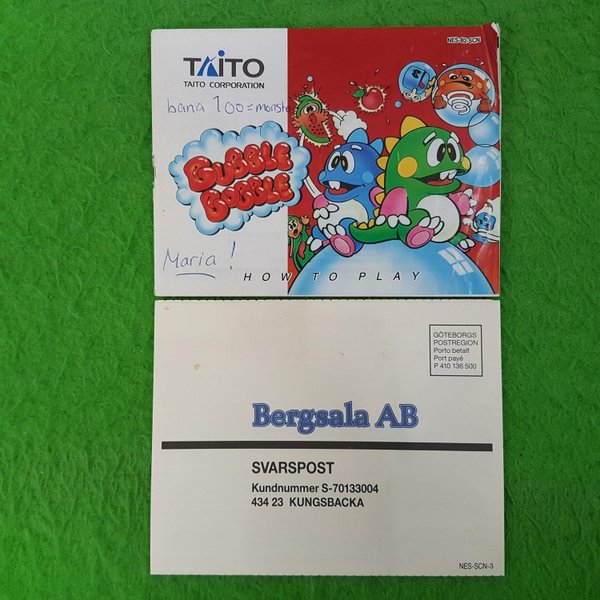 TAITO
TAITO CORPORATION
NES-B2-SCN
bana 100=monste
BUBBLE
BOBBLE
Maria!
HOW TO PLAY
GÖTEBORGS
POSTREGION
Porto betalt
Port payé
P 410 136 500
Bergsala AB
SVARSPOST
Kundnummer S-70133004
434 23 KUNGSBACKA
NES-SCN-3